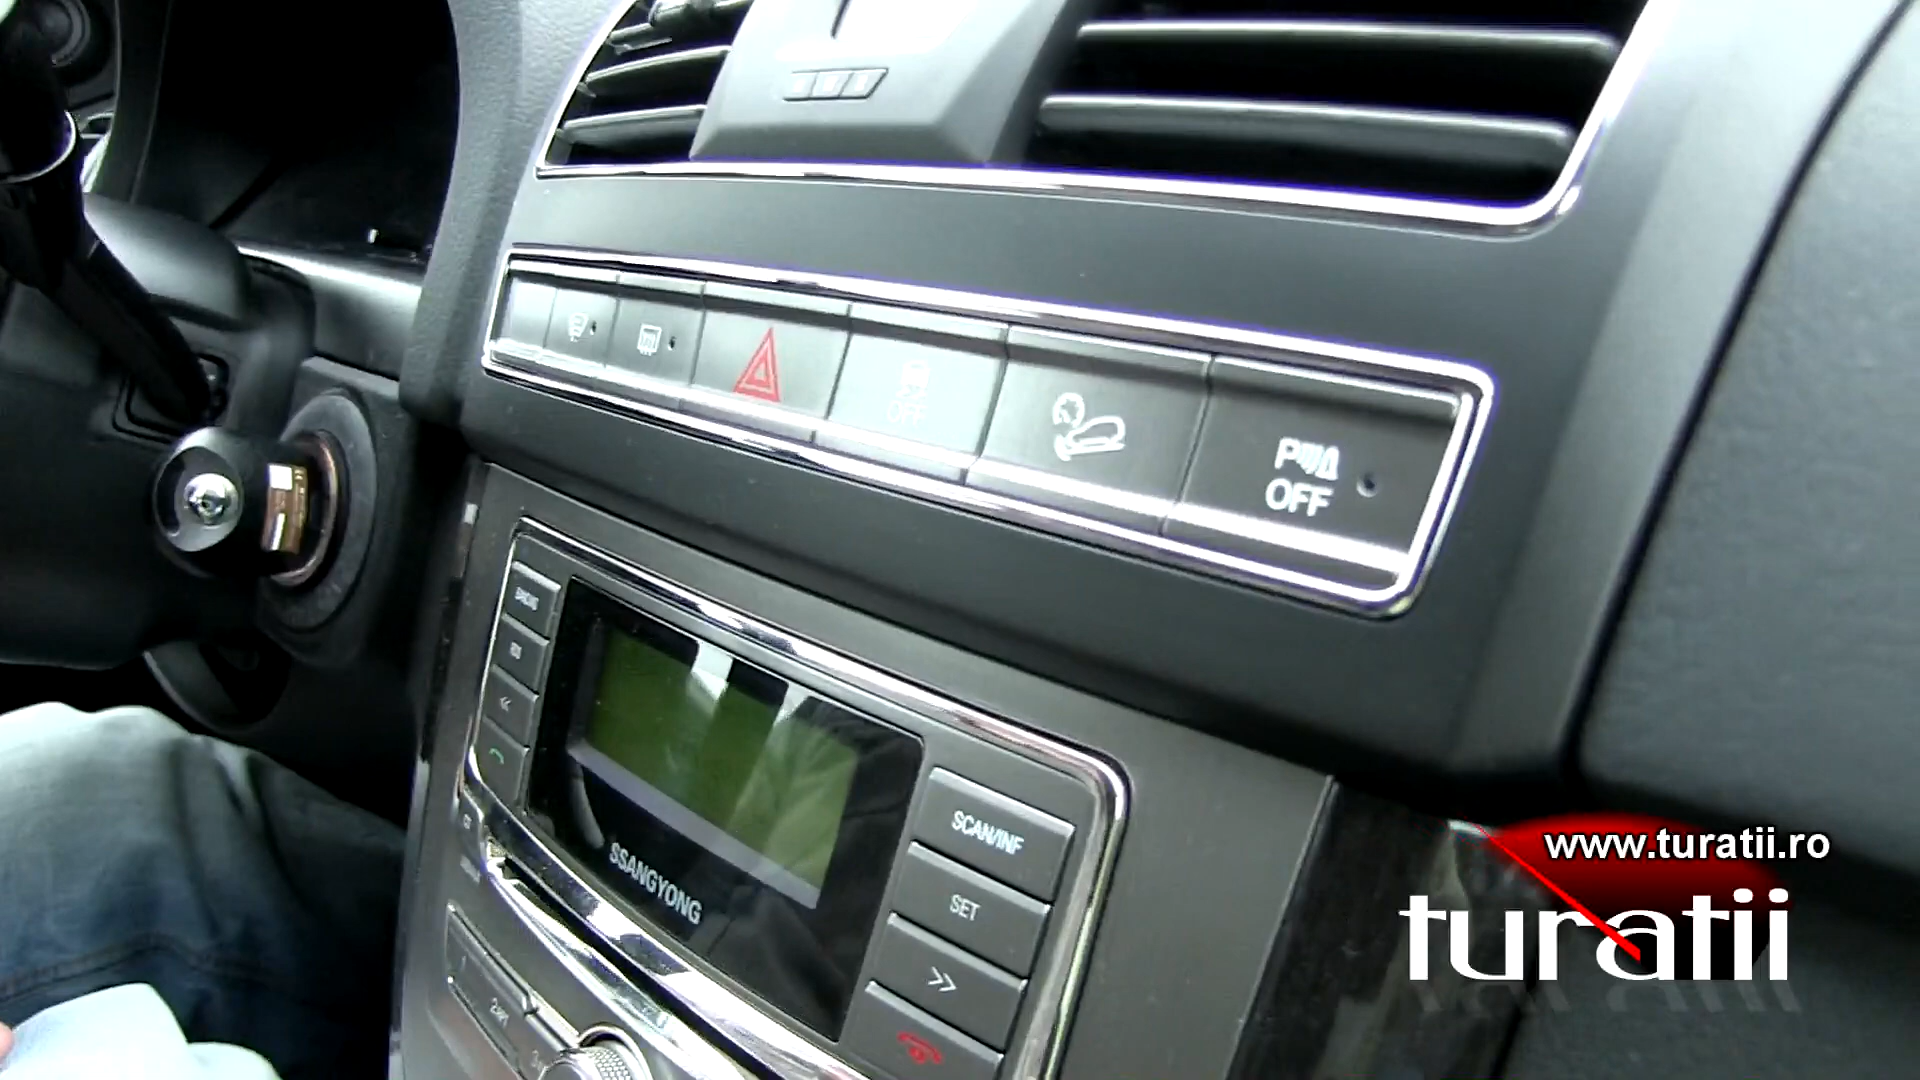 OFF
P
OFF
SCAN/INF
SET
SSANGYONG
www.turatii.ro
turatii